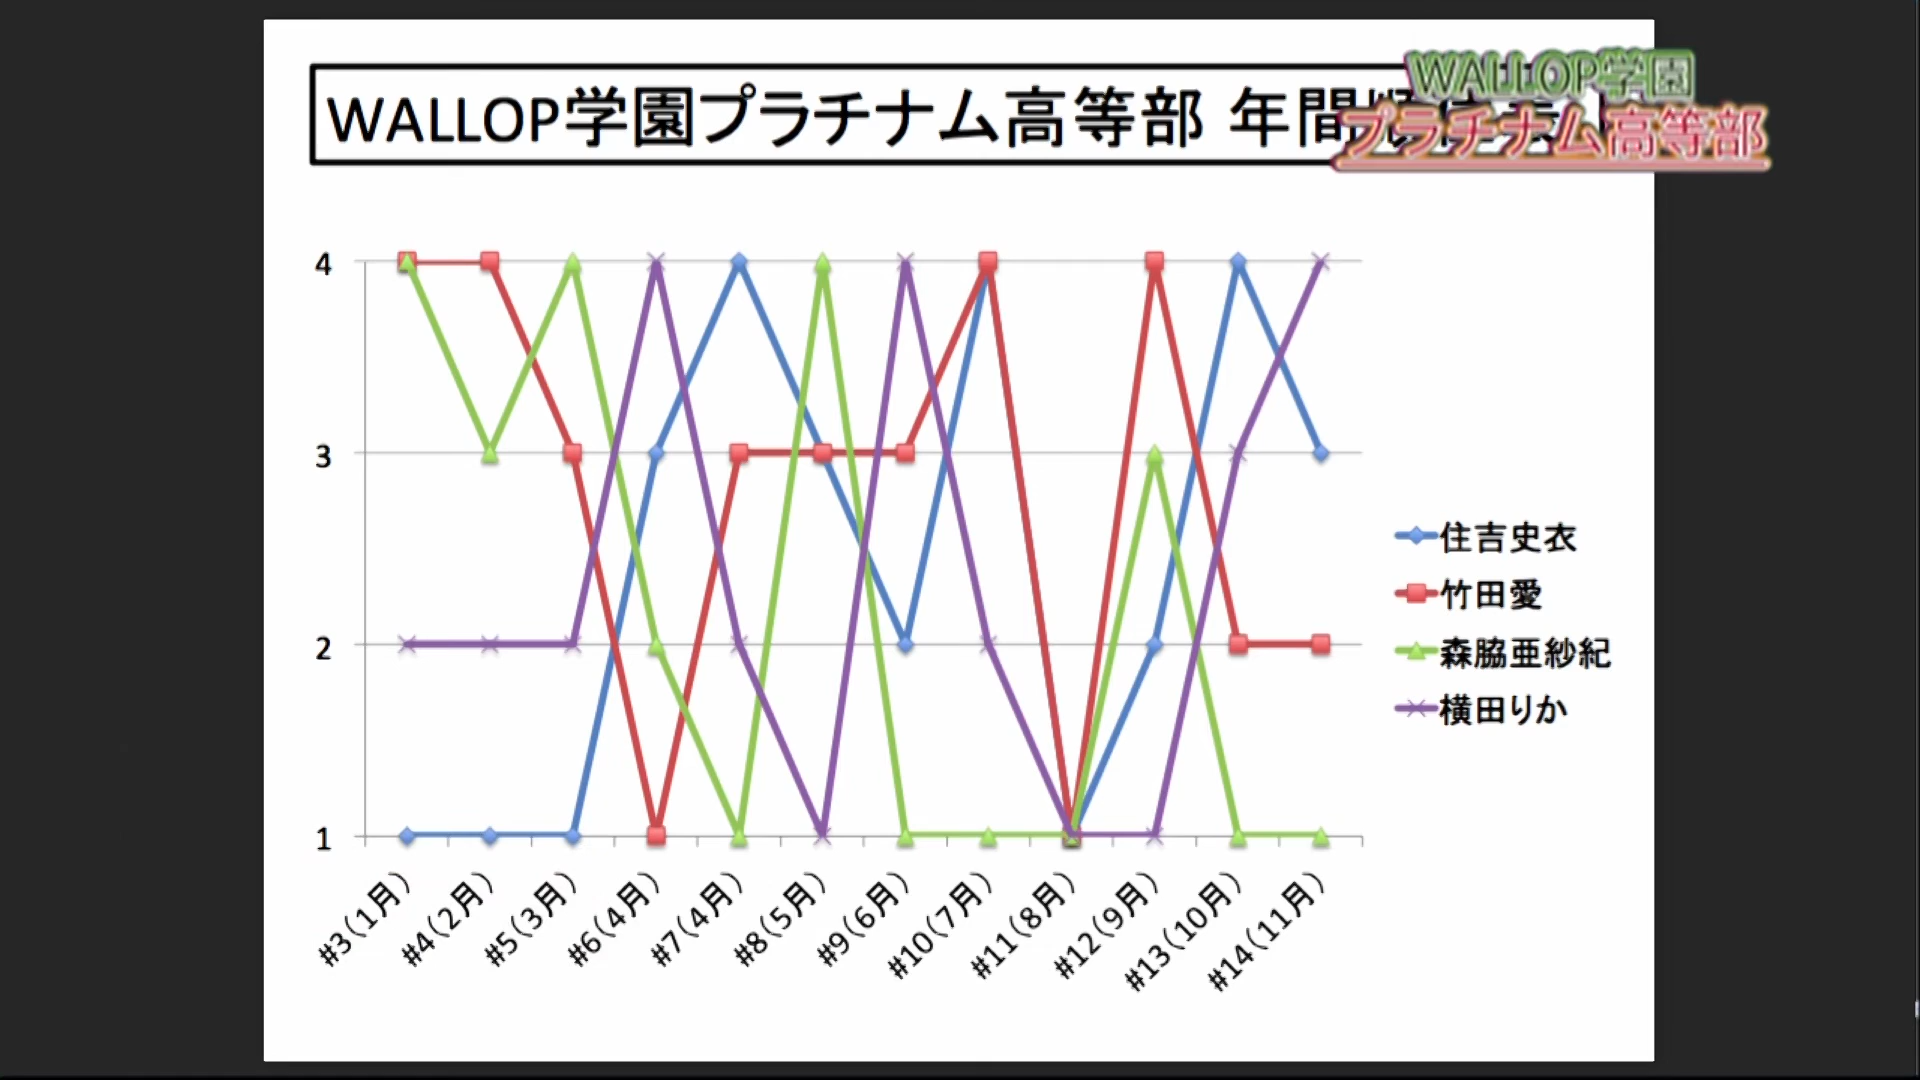 WALLOP学園プラチナム高等部 年間
WALLOP学園
プラチナム高等部
4
3
2
1
#3(1月)
#4(2月)
#5(3月)
#6(4月)
#7(4月)
#8(5月)
#9(6月)
#10(7月)
#11(8月)
#12(9月)
#13(10月)
#14(11月)
住吉史衣
竹田愛
森脇亜紗紀
横田りか